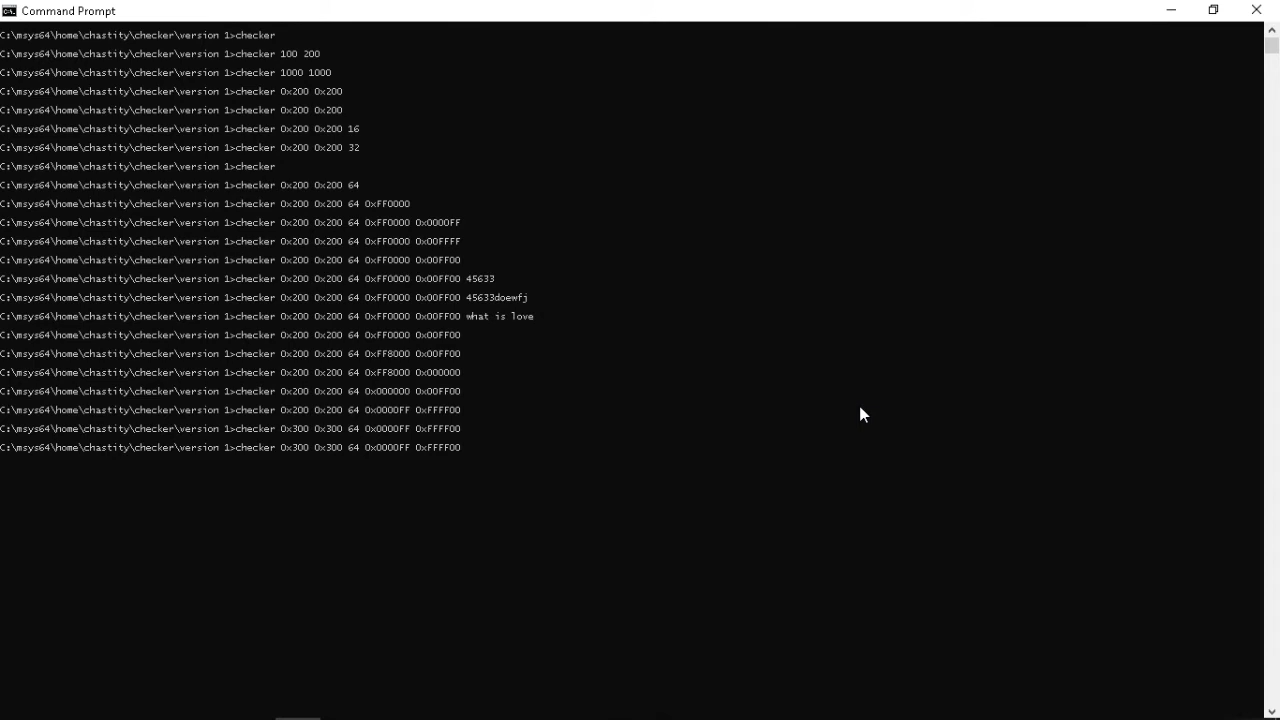 Command Prompt
C:\msys64\home\chastity\checker\version 1>checker
C:\msys64\home\chastity\checker\version 1>checker 100 200
C:\msys64\home\chastity\checker\version 1>checker 1000 1000
C:\msys64\home\chastity\checker\version 1>checker 0x200 0x200
C:\msys64\home\chastity\checker\version 1>checker 0x200 0x200
C:\msys64\home\chastity\checker\version 1>checker 0x200 0x200 16
C:\msys64\home\chastity\checker\version 1>checker 0x200 0x200 32
C:\msys64\home\chastity\checker\version 1>checker
C:\msys64\home\chastity\checker\version 1>checker 0x200 0x200 64
C:\msys64\home\chastity\checker\version 1>checker 0x200 0x200 64 0xFF0000
C:\msys64\home\chastity\checker\version 1>checker 0x200 0x200 64 0xFF0000 0x0000FF
C:\msys64\home\chastity\checker\version 1>checker 0x200 0x200 64 0xFF0000 0x00FFFF
C:\msys64\home\chastity\checker\version 1>checker 0x200 0x200 64 0xFF0000 0x00FF00
C:\msys64\home\chastity\checker\version 1>checker 0x200 0x200 64 0xFF0000 0x00FF00 45633
C:\msys64\home\chastity\checker\version 1>checker 0x200 0x200 64 0xFF0000 0x00FF00 45633doewfj
C:\msys64\home\chastity\checker\version 1>checker 0x200 0x200 64 0xFF0000 0x00FF00 what is love
C:\msys64\home\chastity\checker\version 1>checker 0x200 0x200 64 0xFF0000 0x00FF00
C:\msys64\home\chastity\checker\version 1>checker 0x200 0x200 64 0xFF8000 0x00FF00
C:\msys64\home\chastity\checker\version 1>checker 0x200 0x200 64 0xFF8000 0x000000
C:\msys64\home\chastity\checker\version 1>checker 0x200 0x200 64 0x000000 0x00FF00
C:\msys64\home\chastity\checker\version 1>checker 0x200 0x200 64 0x0000FF 0xFFFF00
C:\msys64\home\chastity\checker\version 1>checker 0x300 0x300 64 0x0000FF 0xFFFF00
C:\msys64\home\chastity\checker\version 1>checker 0x300 0x300 64 0x0000FF 0xFFFF00